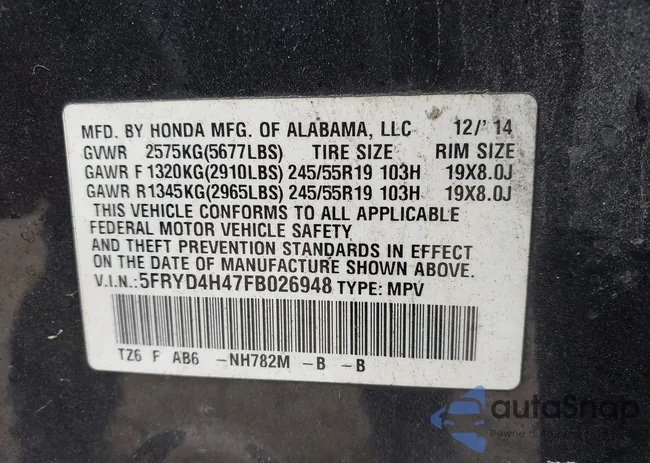 MFD. BY HONDA MFG. OF ALABAMA, LLC 12/'14
GVWR 2575KG(5677LBS) TIRE SIZE RIM SIZE
GAWR F 1320KG(2910LBS) 245/55R19 103H 19X8.0J
GAWR R1345KG(2965LBS) 245/55R19 103H 19X8.0J
THIS VEHICLE CONFORMS TO ALL APPLICABLE
FEDERAL MOTOR VEHICLE SAFETY
AND THEFT PREVENTION STANDARDS IN EFFECT
ON THE DATE OF MANUFACTURE SHOWN ABOVE.
V.I.N.:5FRYD4H47FB026948 TYPE: MPV
TZ6 F AB6 -NH782M -B -B
autoSnap
Pewne auto